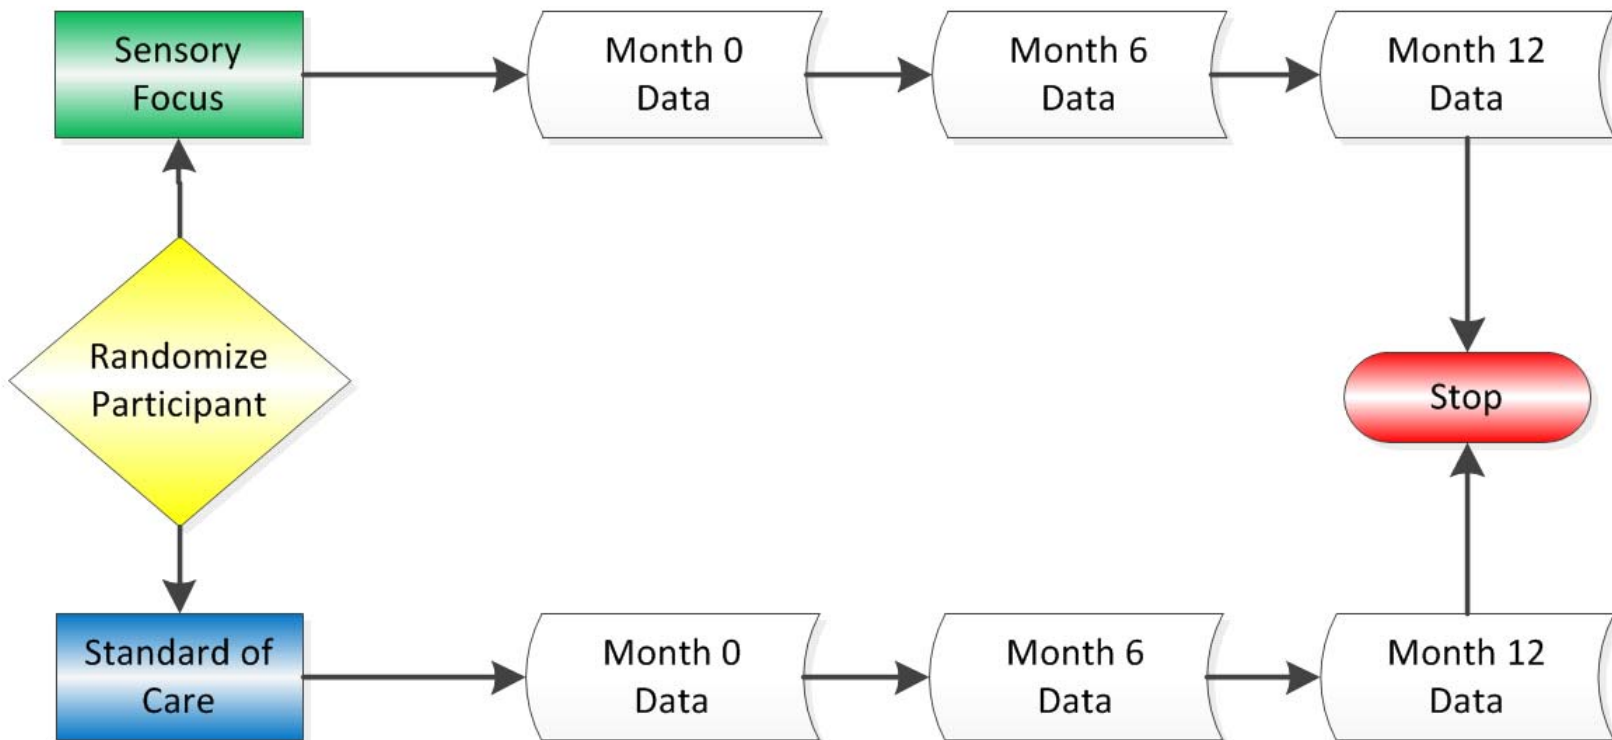 Sensory
Focus
Month 0
Data
Month 6
Data
Month 12
Data
Randomize
Participant
Stop
Standard of
Care
Month 0
Data
Month 6
Data
Month 12
Data